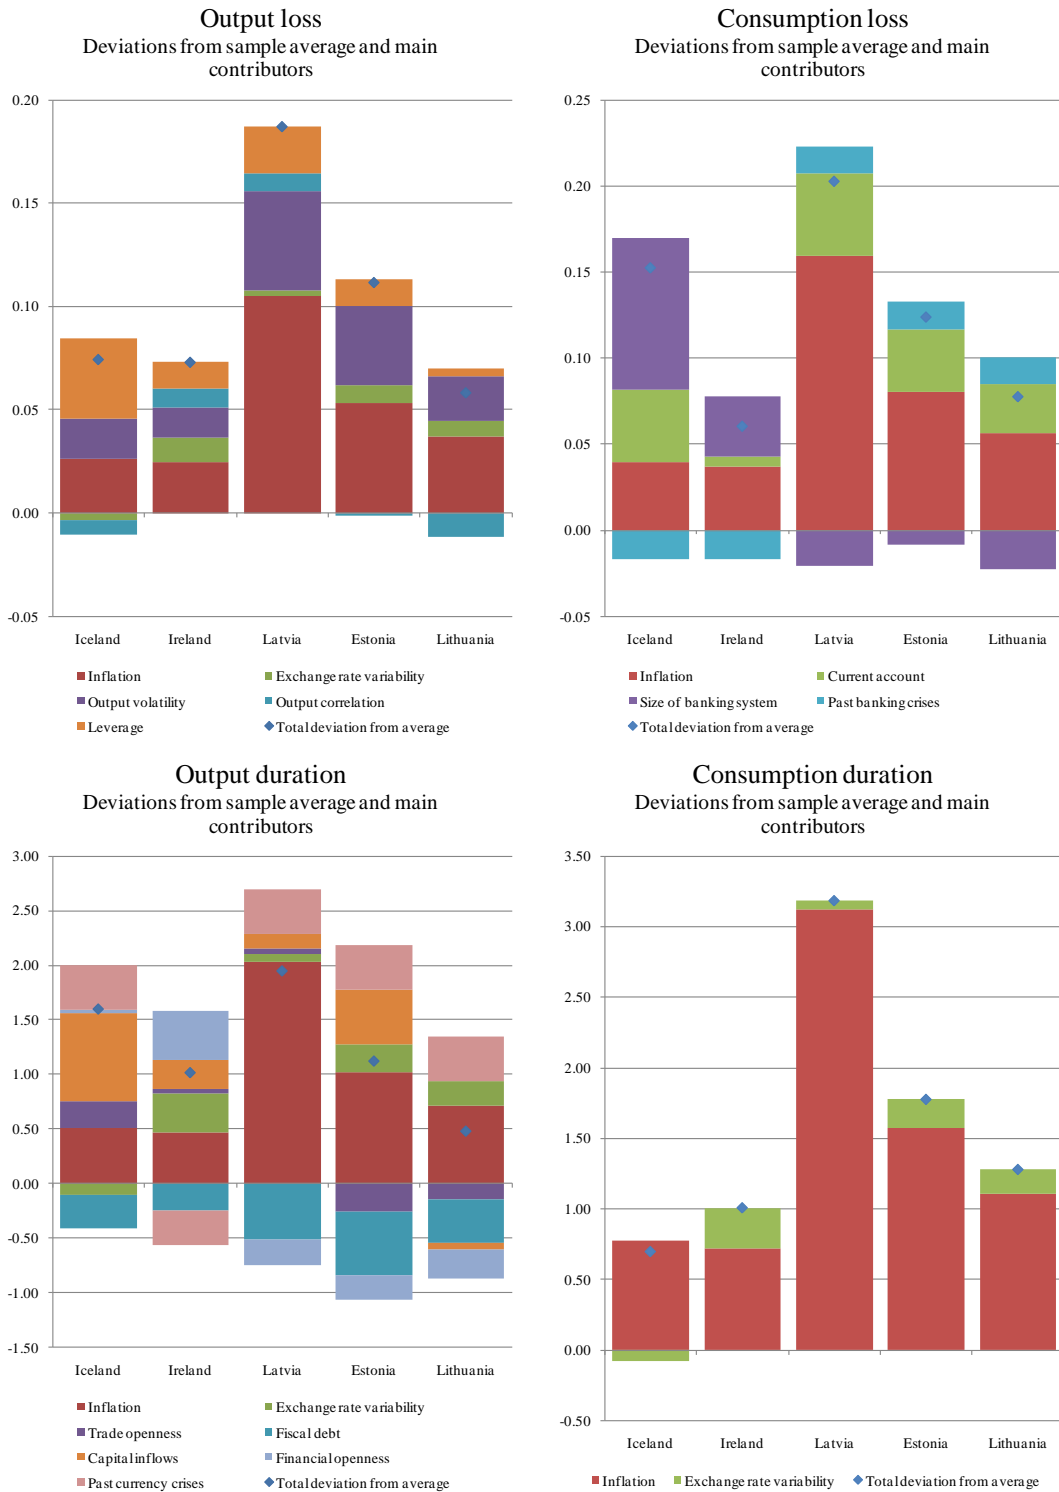 Output loss
Deviations from sample average and main
contributors
0.20
0.15
0.10
0.05
0.00
-0.05
Iceland Ireland Latvia Estonia Lithuania
Inflation Exchange rate variability
Output volatility Output correlation
Leverage Total deviation from average
Consumption loss
Deviations from sample average and main
contributors
0.25
0.20
0.15
0.10
0.05
0.00
-0.05
Iceland Ireland Latvia Estonia Lithuania
Inflation Current account
Size of banking system Past banking crises
Total deviation from average
Output duration
Deviations from sample average and main
contributors
3.00
2.50
2.00
1.50
1.00
0.50
0.00
-0.50
-1.00
-1.50
Iceland Ireland Latvia Estonia Lithuania
Inflation Exchange rate variability
Trade openness Fiscal debt
Capital inflows Financial openness
Past currency crises Total deviation from average
Consumption duration
Deviations from sample average and main
contributors
3.50
3.00
2.50
2.00
1.50
1.00
0.50
0.00
-0.50
Iceland Ireland Latvia Estonia Lithuania
Inflation Exchange rate variability Total deviation from average